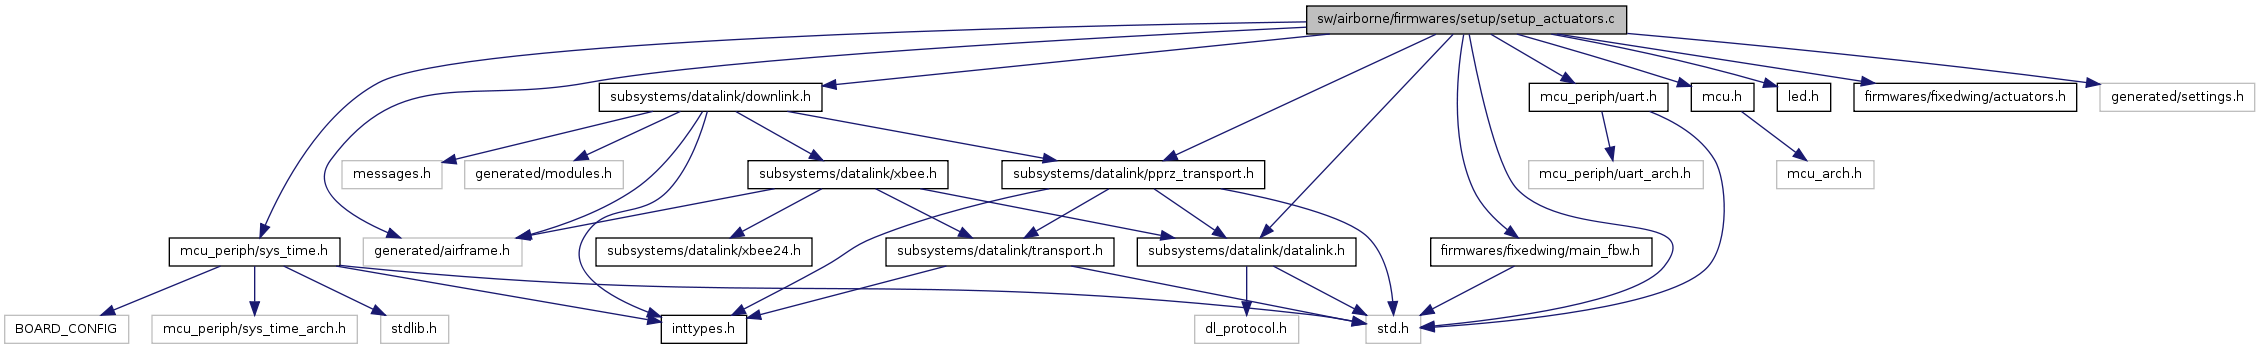 sw/airborne/firmwares/setup/setup_actuators.c
subsystems/datalink/downlink.h
mcu_periph/uart.h
mcu.h
led.h
firmwares/fixedwing/actuators.h
generated/settings.h
messages.h
generated/modules.h
subsystems/datalink/xbee.h
subsystems/datalink/pprz_transport.h
mcu_periph/uart_arch.h
mcu_arch.h
mcu_periph/sys_time.h
generated/airframe.h
subsystems/datalink/xbee24.h
subsystems/datalink/transport.h
subsystems/datalink/datalink.h
firmwares/fixedwing/main_fbw.h
BOARD_CONFIG
mcu_periph/sys_time_arch.h
stdlib.h
inttypes.h
dl_protocol.h
std.h